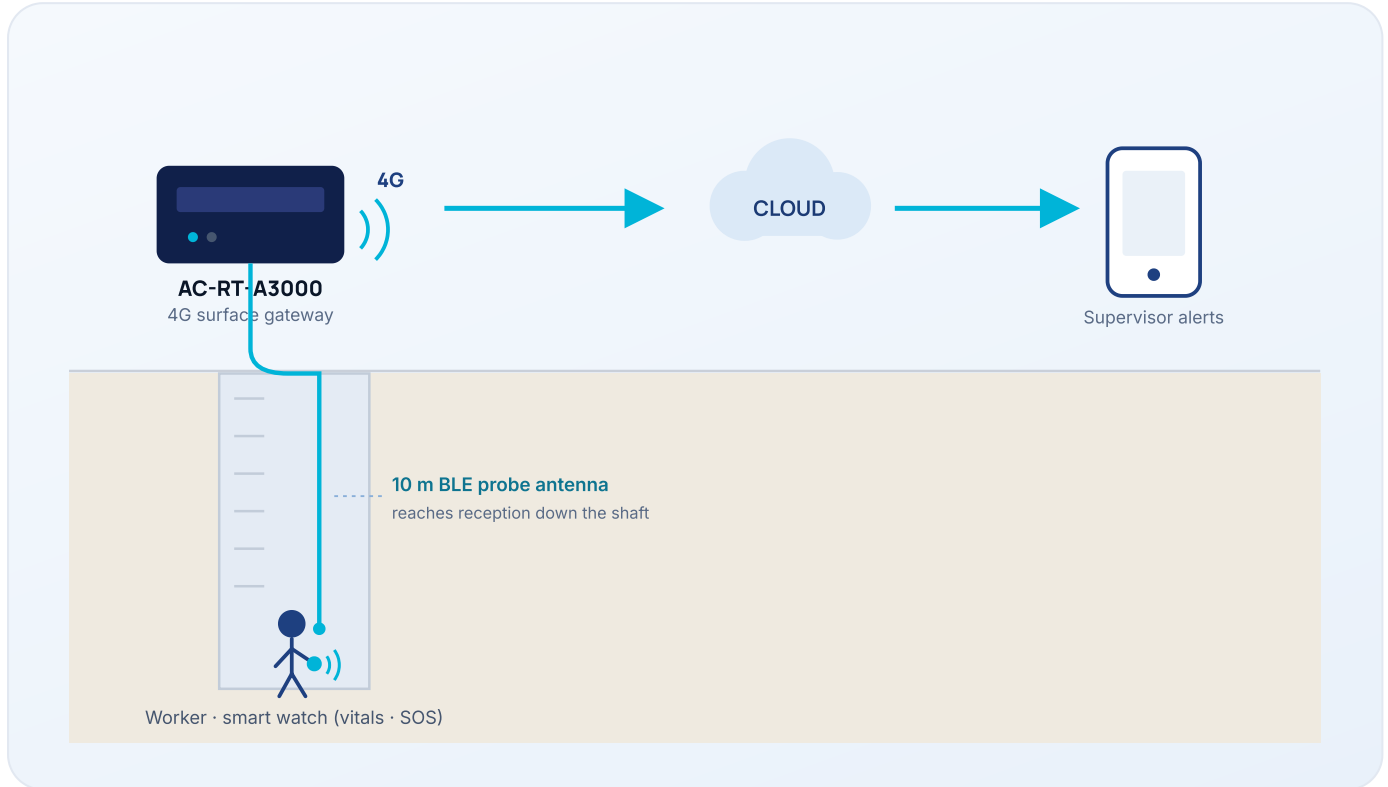 4G
CLOUD
AC-RT-A3000
4G surface gateway
Supervisor alerts
10 m BLE probe antenna
reaches reception down the shaft
Worker · smart watch (vitals · SOS)